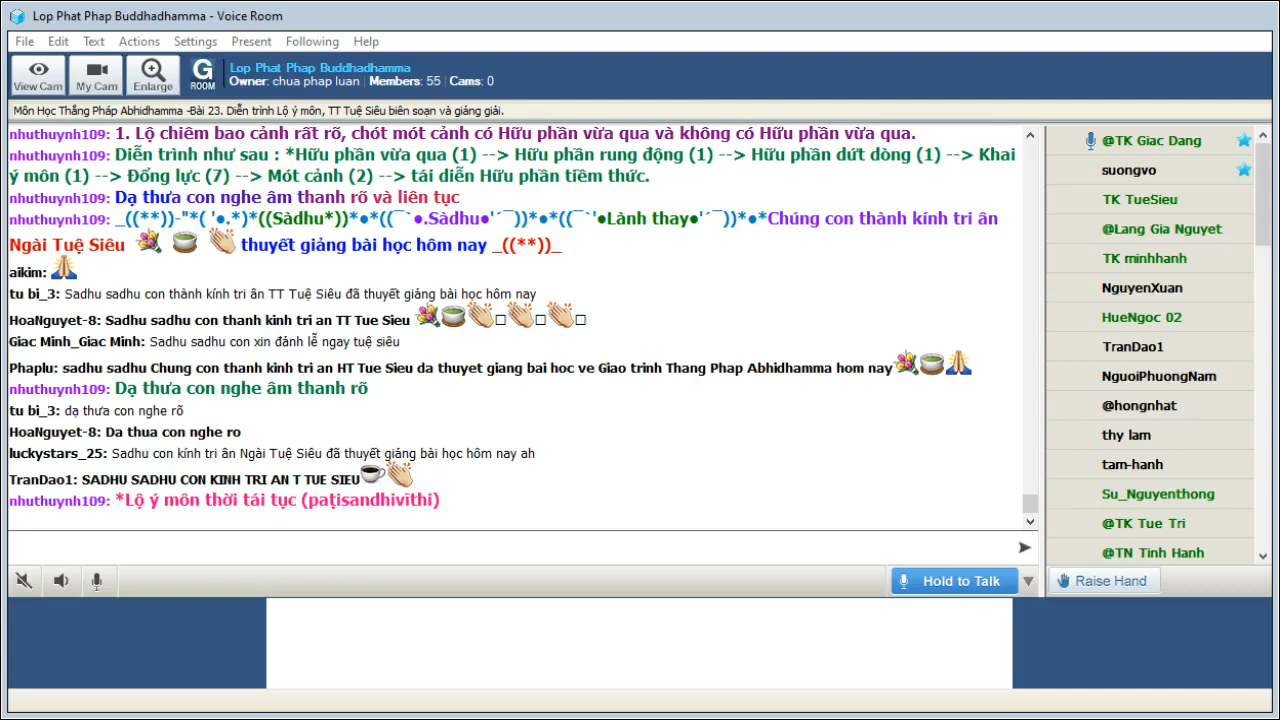 Lop Phat Phap Buddhadhamma - Voice Room
File Edit Text Actions Settings Present Following Help
View Cam My Cam Enlarge G ROOM
Lop Phat Phap Buddhadhamma
Owner: chua phap luan Members: 55 Cams: 0
Môn Học Thắng Pháp Abhidhamma -Bài 23. Diễn trình Lộ ý môn, TT Tuệ Siêu biên soạn và giảng giải.
nhuthuynh109: 1. Lộ chiêm bao cảnh rất rõ, chót mót cảnh có Hữu phần vừa qua và không có Hữu phần vừa qua.
nhuthuynh109: Diễn trình như sau : *Hữu phần vừa qua (1) --> Hữu phần rung động (1) --> Hữu phần dứt dòng (1) --> Khai
ý môn (1) --> Đổng lực (7) --> Mót cảnh (2) --> tái diễn Hữu phần tiềm thức.
nhuthuynh109: Dạ thưa con nghe âm thanh rõ và liên tục
nhuthuynh109: _((**))-"*( '●.*)*((Sàdhu*))*●*((¯`●.Sàdhu●'´¯))*●*((¯`'●Lành thay●'´¯))*●*Chúng con thành kính tri ân
Ngài Tuệ Siêu thuyết giảng bài học hôm nay _((**))_
aikim:
tu bi_3: Sadhu sadhu con thành kính tri ân TT Tuệ Siêu đã thuyết giảng bài học hôm nay
HoaNguyet-8: Sadhu sadhu con thanh kinh tri an TT Tue Sieu
Giac Minh_Giac Minh: Sadhu sadhu con xin đảnh lễ ngay tuệ siêu
Phaplu: sadhu sadhu Chung con thanh kinh tri an HT Tue Sieu da thuyet giang bai hoc ve Giao trinh Thang Phap Abhidhamma hom nay
nhuthuynh109: Dạ thưa con nghe âm thanh rõ
tu bi_3: dạ thưa con nghe rõ
HoaNguyet-8: Da thua con nghe ro
luckystars_25: Sadhu con kính tri ân Ngài Tuệ Siêu đã thuyết giảng bài học hôm nay ah
TranDao1: SADHU SADHU CON KINH TRI AN T TUE SIEU
nhuthuynh109: *Lộ ý môn thời tái tục (paṭisandhivīthi)
Hold to Talk
@TK Giac Dang
suongvo
TK TueSieu
@Lang Gia Nguyet
TK minhhanh
NguyenXuan
HueNgoc 02
TranDao1
NguoiPhuongNam
@hongnhat
thy lam
tam-hanh
Su_Nguyenthong
@TK Tue Tri
@TN Tinh Hanh
Raise Hand